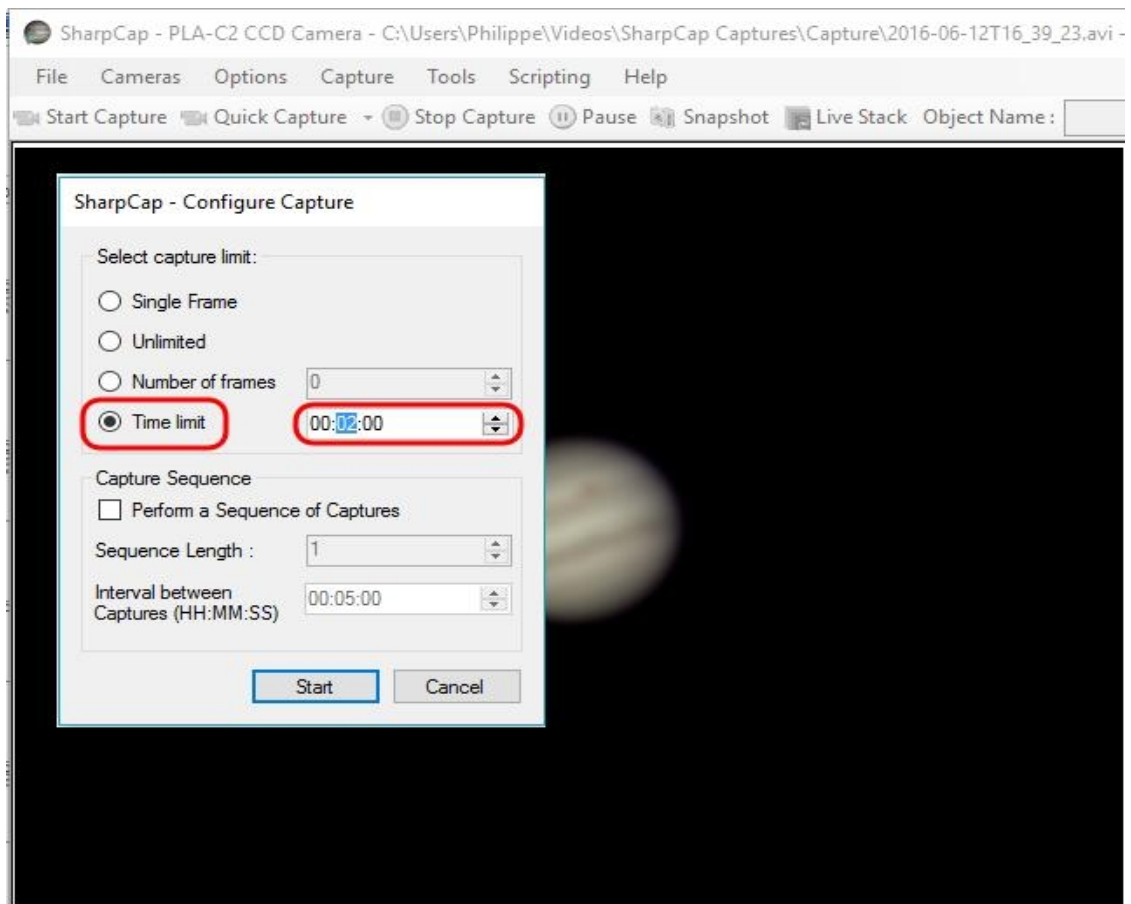 SharpCap - PLA-C2 CCD Camera - C:\Users\Philippe\Videos\SharpCap Captures\Capture\2016-06-12T16_39_23.avi -
File Cameras Options Capture Tools Scripting Help
Start Capture Quick Capture Stop Capture Pause Snapshot Live Stack Object Name :
SharpCap - Configure Capture
Select capture limit:
Single Frame
Unlimited
Number of frames 0
Time limit 00:02:00
Capture Sequence
Perform a Sequence of Captures
Sequence Length : 1
Interval between
Captures (HH:MM:SS) 00:05:00
Start Cancel